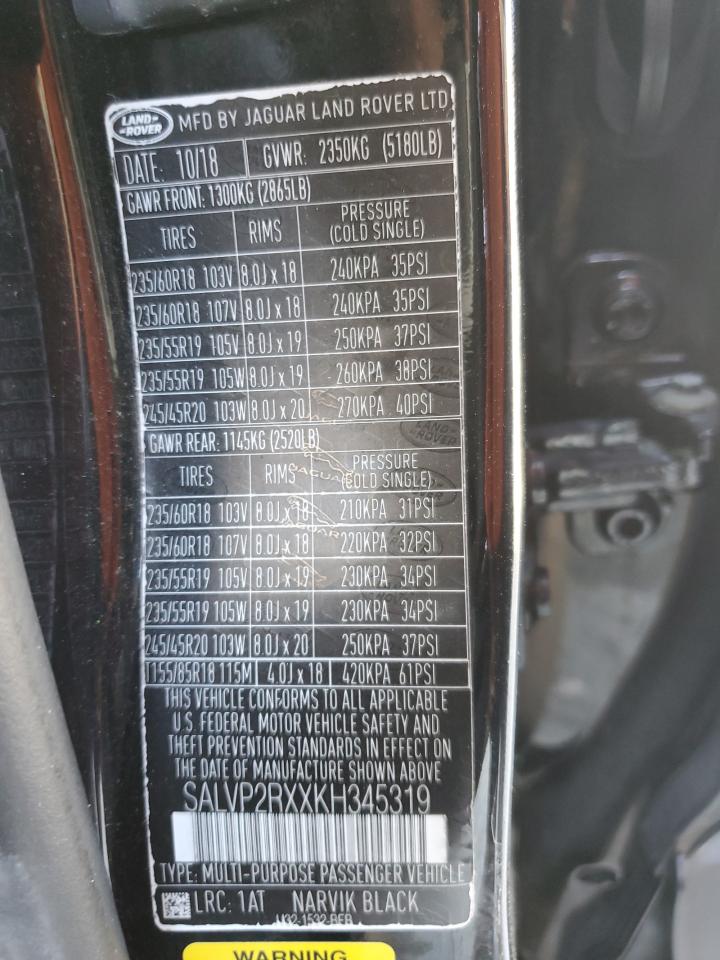 LAND ROVER MFD BY JAGUAR LAND ROVER LTD
DATE: 10/18 GVWR: 2350KG (5180LB)
GAWR FRONT: 1300KG (2865LB)
TIRES RIMS PRESSURE (COLD SINGLE)
235/60R18 103V 8.0J x 18 240KPA 35PSI
235/60R18 107V 8.0J x 18 240KPA 35PSI
235/55R19 105V 8.0J x 19 250KPA 37PSI
235/55R19 105W 8.0J x 19 260KPA 38PSI
245/45R20 103W 8.0J x 20 270KPA 40PSI
GAWR REAR: 1145KG (2520LB)
TIRES RIMS PRESSURE (COLD SINGLE)
235/60R18 103V 8.0J x 18 210KPA 31PSI
235/60R18 107V 8.0J x 18 220KPA 32PSI
235/55R19 105V 8.0J x 19 230KPA 34PSI
235/55R19 105W 8.0J x 19 230KPA 34PSI
245/45R20 103W 8.0J x 20 250KPA 37PSI
T155/85R18 115M 4.0J x 18 420KPA 61PSI
THIS VEHICLE CONFORMS TO ALL APPLICABLE
U.S. FEDERAL MOTOR VEHICLE SAFETY AND
THEFT PREVENTION STANDARDS IN EFFECT ON
THE DATE OF MANUFACTURE SHOWN ABOVE
SALVP2RXXKH345319
TYPE: MULTI-PURPOSE PASSENGER VEHICLE
LRC: 1AT NARVIK BLACK
WARNING